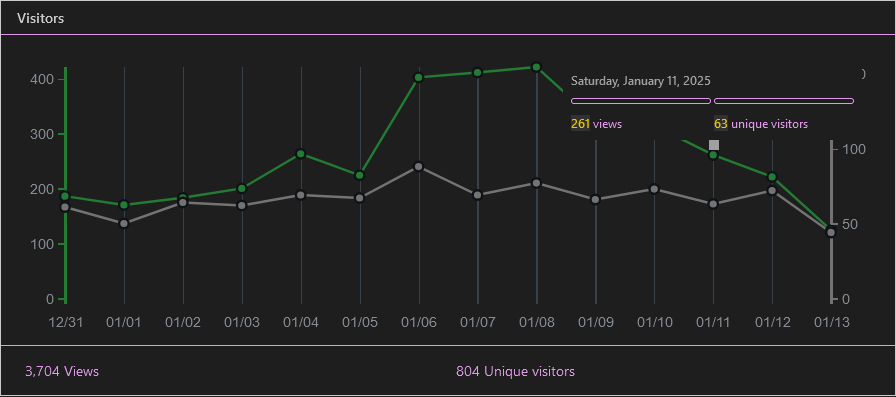 Visitors
400
300
200
100
0
Saturday, January 11, 2025
261 views
63 unique visitors
100
50
0
12/31 01/01 01/02 01/03 01/04 01/05 01/06 01/07 01/08 01/09 01/10 01/11 01/12 01/13
3,704 Views
804 Unique visitors